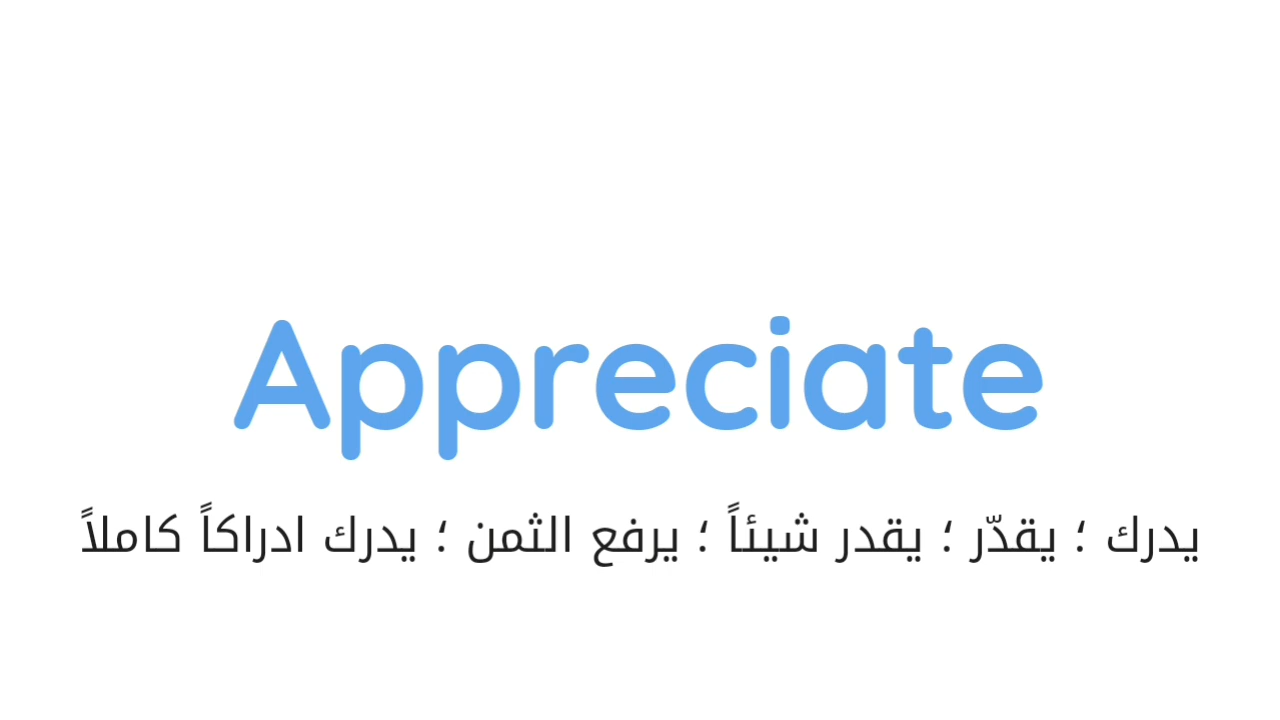 Appreciate
يدرك ؛ يقدّر ؛ يقدر شيئاً ؛ يرفع الثمن ؛ يدرك ادراكاً كاملاً